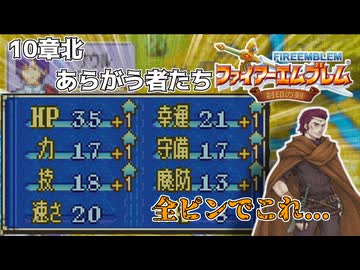 10章北
あらがう者たち
FIREEMBLEM
ファイアーエムブレム
封印の剣
HP 35+1 幸運 21+1
力 17+1 守備 17+1
技 18+1 魔防 13+1
速さ 20
全ピンでこれ...